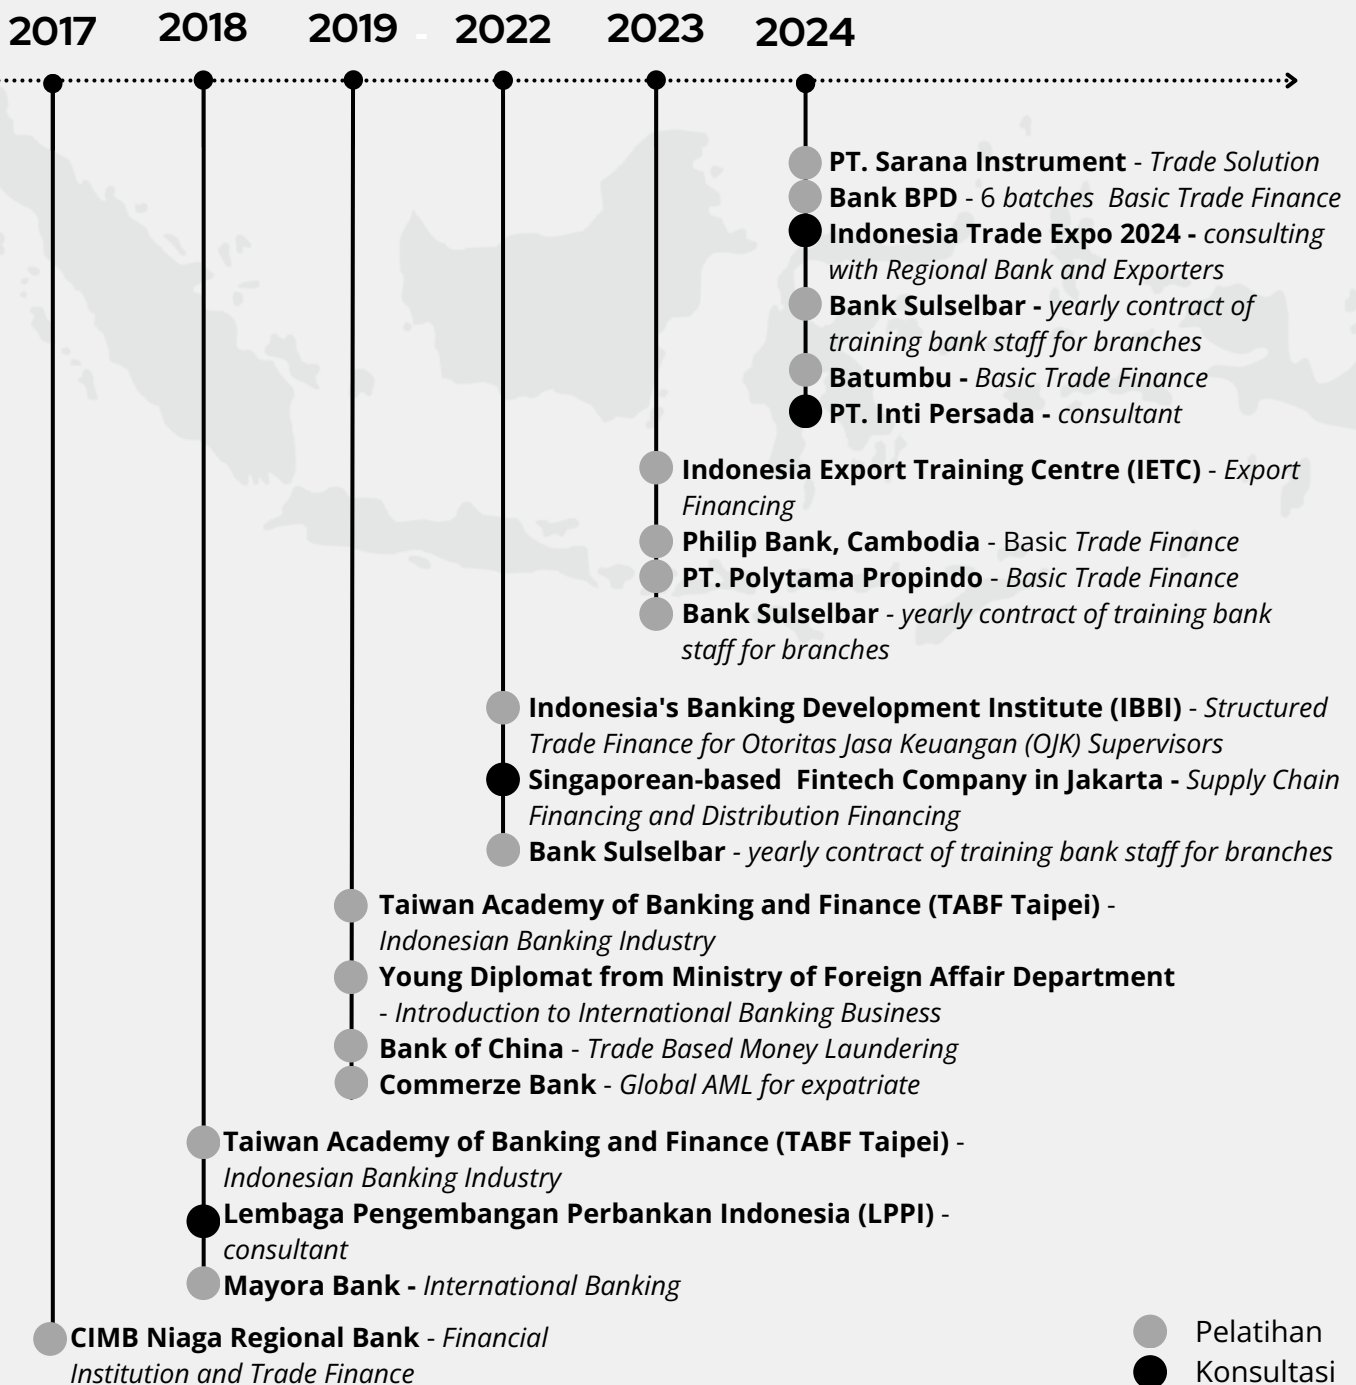 2017 2018 2019 - 2022 2023 2024
PT. Sarana Instrument - Trade Solution
Bank BPD - 6 batches Basic Trade Finance
Indonesia Trade Expo 2024 - consulting
with Regional Bank and Exporters
Bank Sulselbar - yearly contract of
training bank staff for branches
Batumbu - Basic Trade Finance
PT. Inti Persada - consultant
Indonesia Export Training Centre (IETC) - Export
Financing
Philip Bank, Cambodia - Basic Trade Finance
PT. Polytama Propindo - Basic Trade Finance
Bank Sulselbar - yearly contract of training bank
staff for branches
Indonesia's Banking Development Institute (IBBI) - Structured
Trade Finance for Otoritas Jasa Keuangan (OJK) Supervisors
Singaporean-based Fintech Company in Jakarta - Supply Chain
Financing and Distribution Financing
Bank Sulselbar - yearly contract of training bank staff for branches
Taiwan Academy of Banking and Finance (TABF Taipei) -
Indonesian Banking Industry
Young Diplomat from Ministry of Foreign Affair Department
- Introduction to International Banking Business
Bank of China - Trade Based Money Laundering
Commerze Bank - Global AML for expatriate
Taiwan Academy of Banking and Finance (TABF Taipei) -
Indonesian Banking Industry
Lembaga Pengembangan Perbankan Indonesia (LPPI) -
consultant
Mayora Bank - International Banking
CIMB Niaga Regional Bank - Financial
Institution and Trade Finance
Pelatihan
Konsultasi